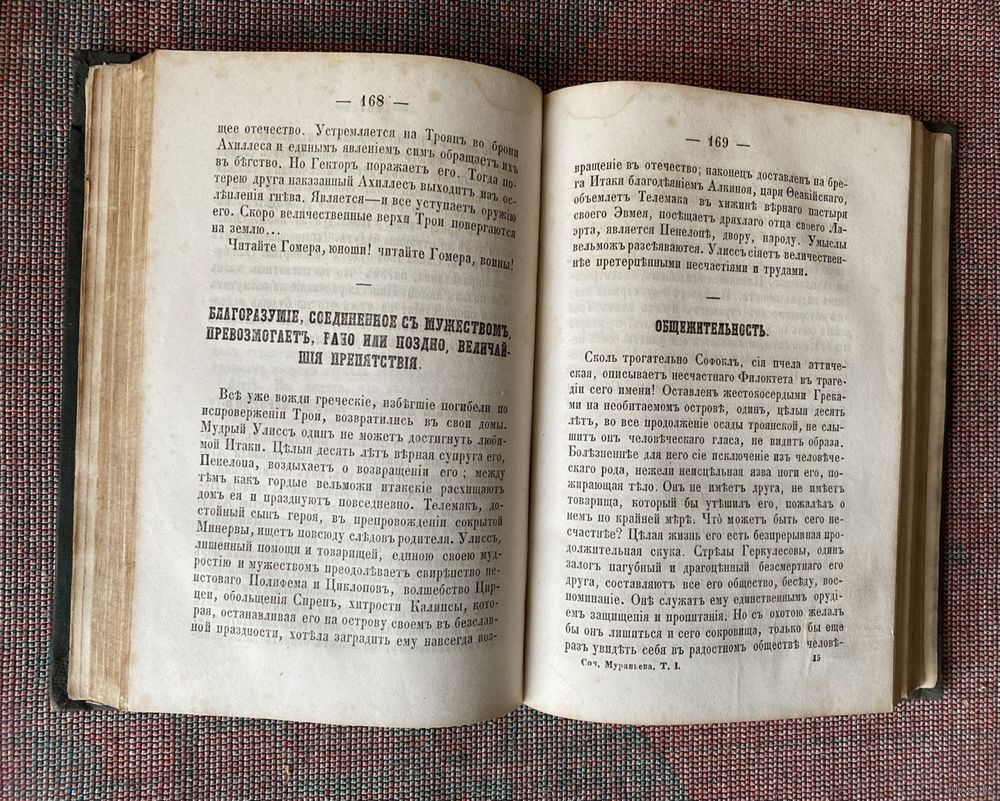 — 168 —
щее отечество. Устремляется на Троянъ во брони
Ахиллеса и единымъ явленіемъ симъ обращаетъ ихъ
въ бѣгство. Но Гекторъ поражаетъ его. Тогда по-
терею друга наказанный Ахиллесъ выходитъ изъ ос-
лѣпленія гнѣва. Является—и все уступаетъ оружію
его. Скоро величественные верхи Трои повергаются
на землю...
Читайте Гомера, юноши! читайте Гомера, воины!
БЛАГОРАЗУМІЕ, СОЕДИНЕННОЕ СЪ МУЖЕСТВОМЪ,
ПРЕВОЗМОГАЕТЪ, РАНО ИЛИ ПОЗДНО, ВЕЛИЧАЙ-
ШІЯ ПРЕПЯТСТВІЯ.
Всѣ уже вожди греческіе, избѣгшіе погибели по
испроверженіи Трои, возвратились въ свои домы.
Мудрый Улиссъ одинъ не можетъ достигнуть люби-
мой Итаки. Цѣлыя десять лѣтъ вѣрная супруга его,
Пенелопа, воздыхаетъ о возвращеніи его; между
тѣмъ какъ гордые вельможи итакскіе расхищаютъ
домъ ея и празднуютъ повседневно. Телемакъ, до-
стойный сынъ героя, въ препровожденіи сокрытой
Минервы, ищетъ повсюду слѣдовъ родителя. Улиссъ,
лишенный помощи и товарищей, единою своею муд-
ростію и мужествомъ преодолѣваетъ свирѣпство не-
истоваго Полифема и Циклоповъ, волшебство Цир-
цеи, обольщенія Сиренъ, хитрости Калипсы, кото-
рая, останавливая его на острову своемъ въ безслав-
ной праздности, хотѣла заградить ему навсегда воз-
— 169 —
вращеніе въ отечество; наконецъ доставленъ на бре-
га Итаки благодѣяніемъ Алкиноя, царя Ѳеакійскаго,
объемлетъ Телемака въ хижинѣ вѣрнаго пастыря
своего Эвмея, посѣщаетъ дряхлаго отца своего Ла-
эрта, является Пенелопѣ, двору, народу. Умыслы
вельможъ разсѣваются. Улиссъ сіяетъ величествен-
нѣе претерпѣнными несчастіями и трудами.
ОБЩЕЖИТЕЛЬНОСТЬ.
Сколь трогательно Софоклъ, сія пчела аттиче-
ская, описываетъ несчастнаго Филоктета въ траге-
діи сего имени! Оставленъ жестокосердыми Грека-
ми на необитаемомъ островѣ, одинъ, цѣлыя десять
лѣтъ, во все продолженіе осады троянской, не слы-
шитъ онъ человѣческаго гласа, не видитъ образа.
Болѣзненнѣе для него сіе исключеніе изъ человѣче-
скаго рода, нежели неисцѣльная язва ноги его, по-
жирающая тѣло. Онъ не имѣетъ друга, не имѣетъ
товарища, который бы утѣшилъ его, пожалѣлъ о
немъ по крайней мѣрѣ. Что̀ можетъ быть сего не-
счастнѣе? Цѣлая жизнь его есть безпрерывная про-
должительная скука. Стрѣлы Геркулесовы, одинъ
залогъ пагубный и драгоцѣнный безсмертнаго его
друга, составляютъ все его общество, бесѣду, вос-
поминаніе. Онѣ служатъ ему единственнымъ оруді-
емъ защищенія и пропитанія. Но съ охотою желалъ
бы онъ лишиться и сего сокровища, только бы еще
разъ увидѣть себя въ радостномъ обществѣ человѣ-
Соч. Муравьева. Т. I. 15